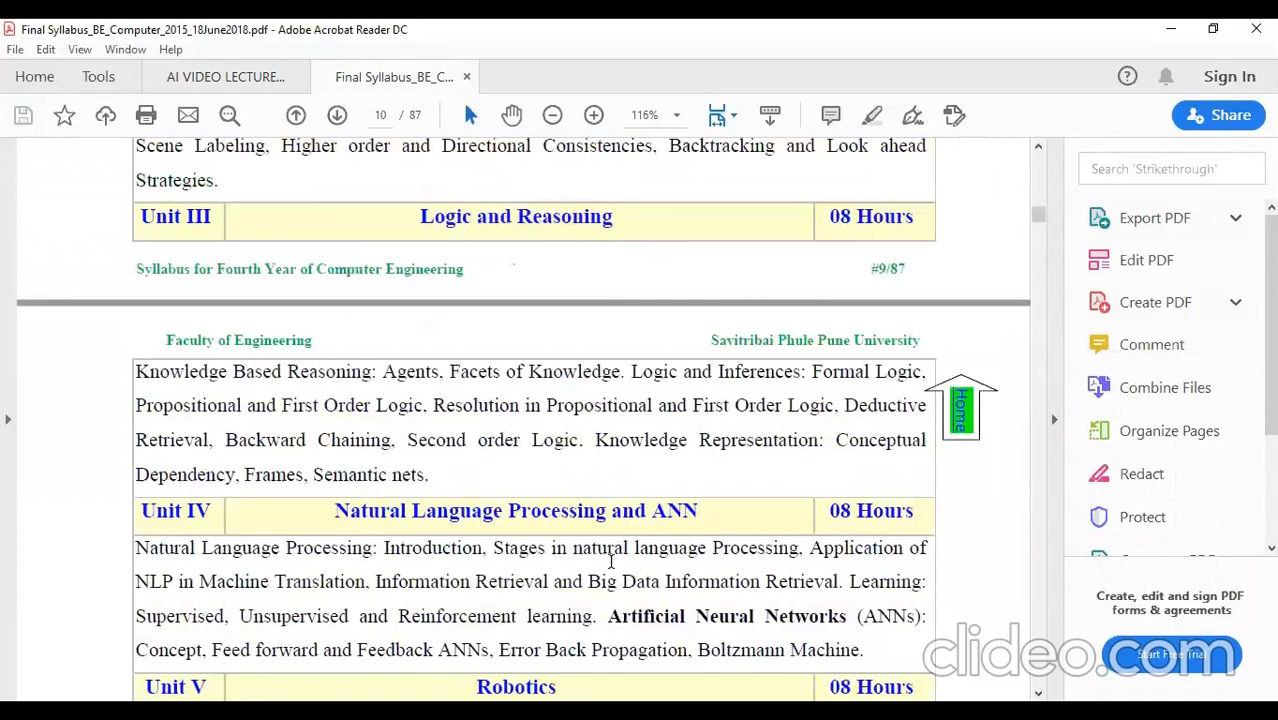 Final Syllabus_BE_Computer_2015_18June2018.pdf - Adobe Acrobat Reader DC
File Edit View Window Help
Home Tools AI VIDEO LECTURE... Final Syllabus_BE_C... × Sign In
10 / 87 116% Share
Scene Labeling, Higher order and Directional Consistencies, Backtracking and Look ahead
Strategies.
Unit III Logic and Reasoning 08 Hours
Syllabus for Fourth Year of Computer Engineering #9/87
Faculty of Engineering Savitribai Phule Pune University
Knowledge Based Reasoning: Agents, Facets of Knowledge. Logic and Inferences: Formal Logic,
Propositional and First Order Logic, Resolution in Propositional and First Order Logic, Deductive
Retrieval, Backward Chaining, Second order Logic. Knowledge Representation: Conceptual
Dependency, Frames, Semantic nets.
Home
Unit IV Natural Language Processing and ANN 08 Hours
Natural Language Processing: Introduction, Stages in natural language Processing, Application of
NLP in Machine Translation, Information Retrieval and Big Data Information Retrieval. Learning:
Supervised, Unsupervised and Reinforcement learning. Artificial Neural Networks (ANNs):
Concept, Feed forward and Feedback ANNs, Error Back Propagation, Boltzmann Machine.
Unit V Robotics 08 Hours
Search 'Strikethrough'
Export PDF
Edit PDF
Create PDF
Comment
Combine Files
Organize Pages
Redact
Protect
Create, edit and sign PDF
forms & agreements
Start Free Trial
clideo.com